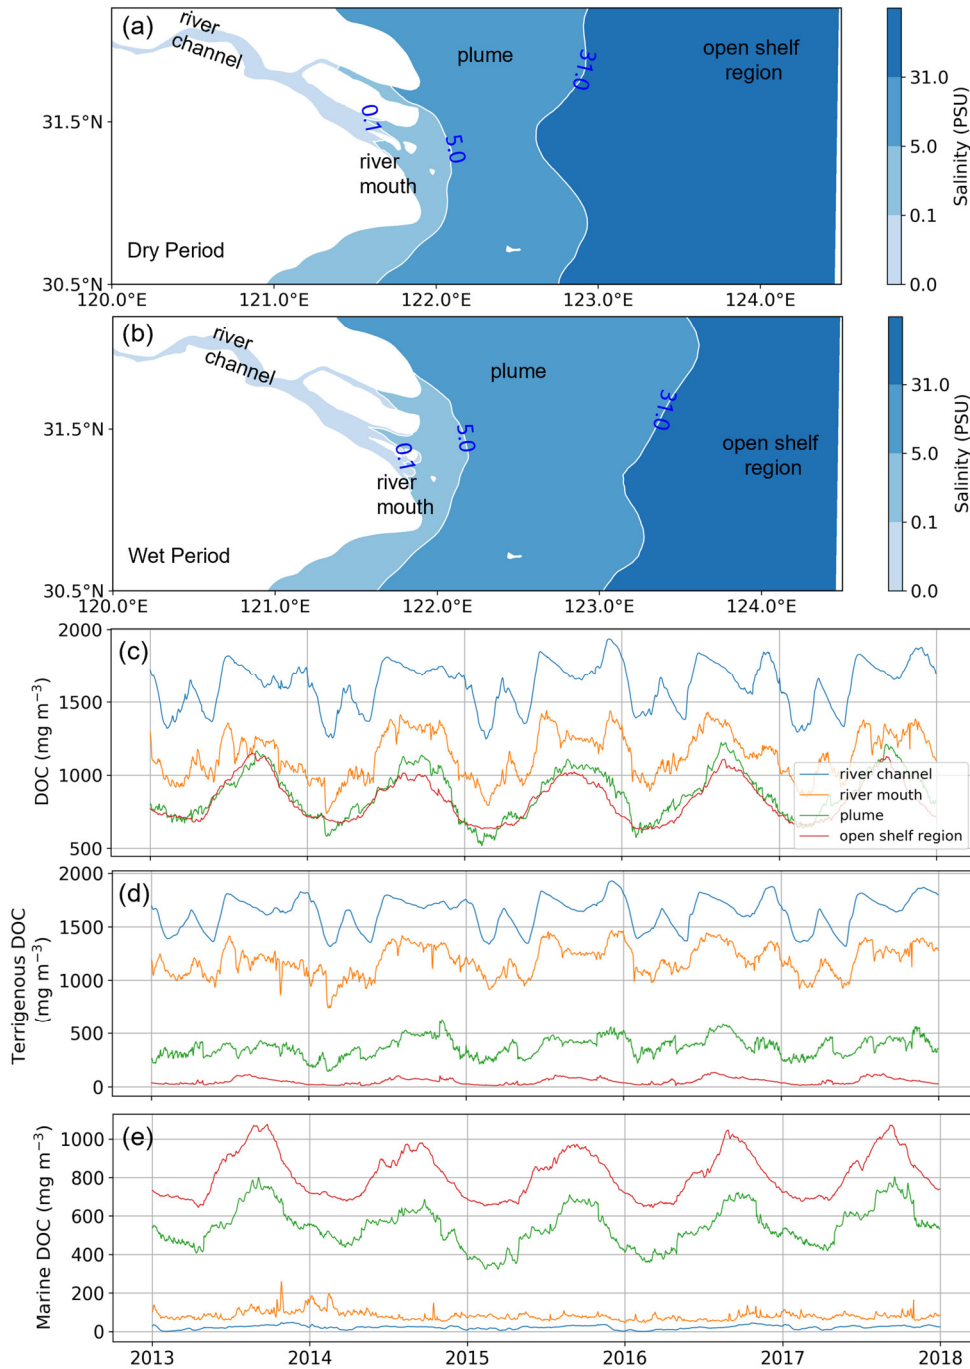 (a)
river
channel
plume
31.0
open shelf
region
0.1
5.0
river
mouth
Dry Period
31.5°N
30.5°N
120.0°E
121.0°E
122.0°E
123.0°E
124.0°E
31.0
5.0
0.1
0.0
Salinity (PSU)
(b)
river
channel
plume
31.0
open shelf
region
5.0
0.1
river
mouth
Wet Period
31.5°N
30.5°N
120.0°E
121.0°E
122.0°E
123.0°E
124.0°E
31.0
5.0
0.1
0.0
Salinity (PSU)
(c)
2000
1500
1000
500
DOC (mg m⁻³)
river channel
river mouth
plume
open shelf region
(d)
2000
1500
1000
500
0
Terrigenous DOC
(mg m⁻³)
(e)
1000
800
600
400
200
0
Marine DOC (mg m⁻³)
2013
2014
2015
2016
2017
2018